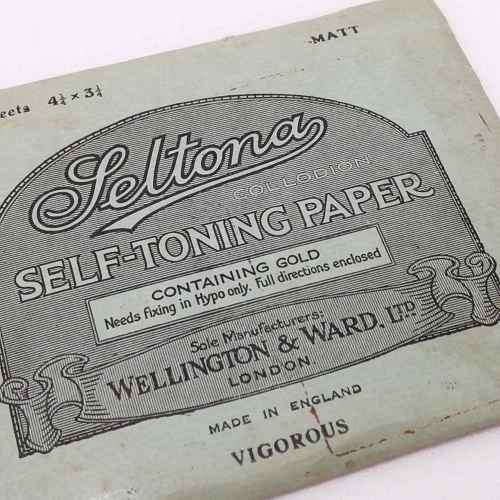 MATT
4¼ × 3¼
Seltona
COLLODION
SELF-TONING PAPER
CONTAINING GOLD
Needs fixing in Hypo only. Full directions enclosed
Sole Manufacturers:
WELLINGTON & WARD. LTD
LONDON
MADE IN ENGLAND
VIGOROUS